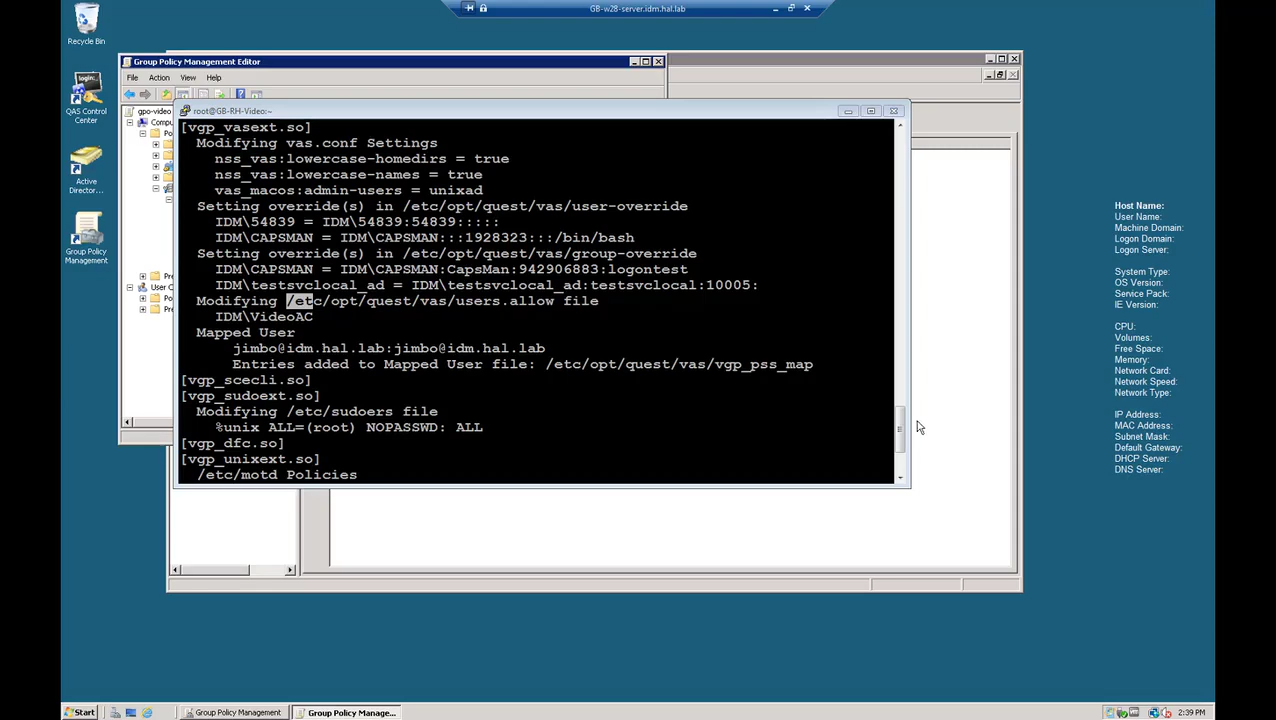 GB-w28-server.idm.hal.lab
Recycle Bin
login:
QAS Control
Center
Active
Directory...
Group Policy
Management
Group Policy Management Editor
File Action View Help
gpo-video
Compu
Po
Pre
User C
Po
Pre
root@GB-RH-Video:~
[vgp_vasext.so]
Modifying vas.conf Settings
nss_vas:lowercase-homedirs = true
nss_vas:lowercase-names = true
vas_macos:admin-users = unixad
Setting override(s) in /etc/opt/quest/vas/user-override
IDM\54839 = IDM\54839:54839:::::
IDM\CAPSMAN = IDM\CAPSMAN:::1928323:::/bin/bash
Setting override(s) in /etc/opt/quest/vas/group-override
IDM\CAPSMAN = IDM\CAPSMAN:CapsMan:942906883:logontest
IDM\testsvclocal_ad = IDM\testsvclocal_ad:testsvclocal:10005:
Modifying /etc/opt/quest/vas/users.allow file
IDM\VideoAC
Mapped User
jimbo@idm.hal.lab:jimbo@idm.hal.lab
Entries added to Mapped User file: /etc/opt/quest/vas/vgp_pss_map
[vgp_scecli.so]
[vgp_sudoext.so]
Modifying /etc/sudoers file
%unix ALL=(root) NOPASSWD: ALL
[vgp_dfc.so]
[vgp_unixext.so]
/etc/motd Policies
Host Name:
User Name:
Machine Domain:
Logon Domain:
Logon Server:
System Type:
OS Version:
Service Pack:
IE Version:
CPU:
Volumes:
Free Space:
Memory:
Network Card:
Network Speed:
Network Type:
IP Address:
MAC Address:
Subnet Mask:
Default Gateway:
DHCP Server:
DNS Server:
Start
Group Policy Management
Group Policy Manage...
2:39 PM